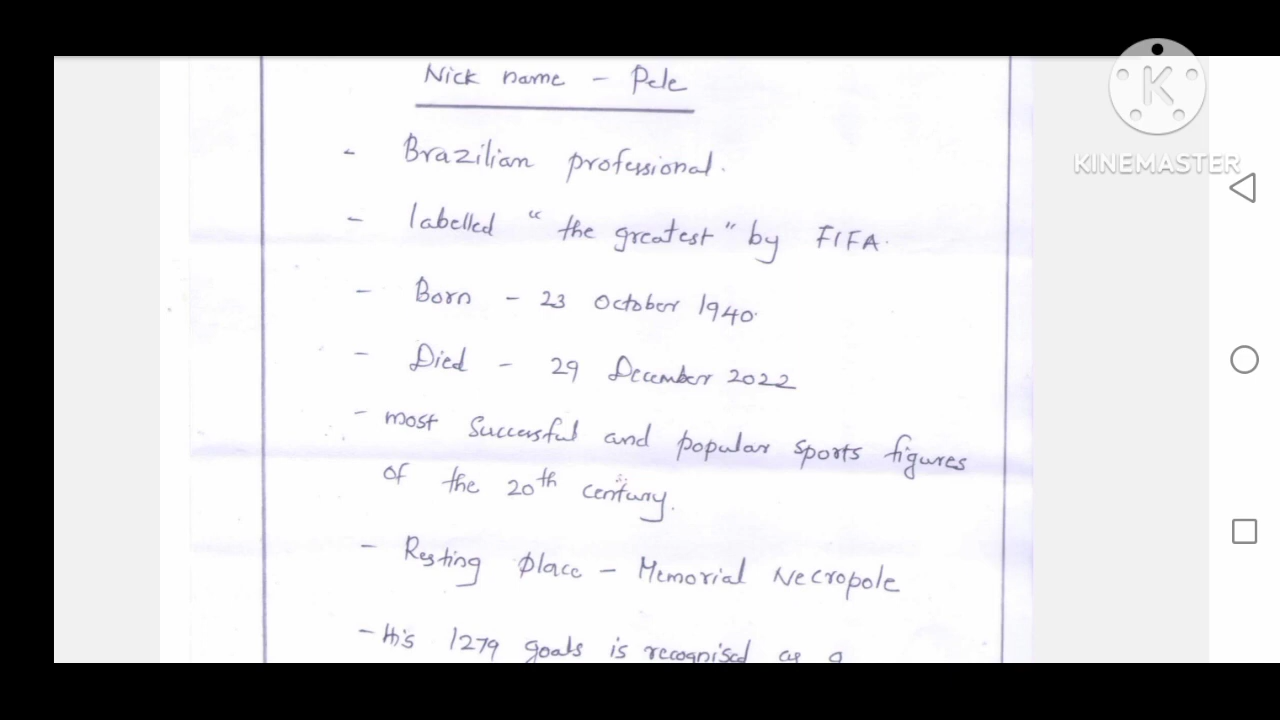 Nick name - Pele
- Brazilian professional.
- labelled "the greatest" by FIFA.
- Born - 23 October 1940.
- Died - 29 December 2022
- most successful and popular sports figures
of the 20th century.
- Resting place - Memorial Necropole
- His 1279 goals is recognised as a
K
KINEMASTER